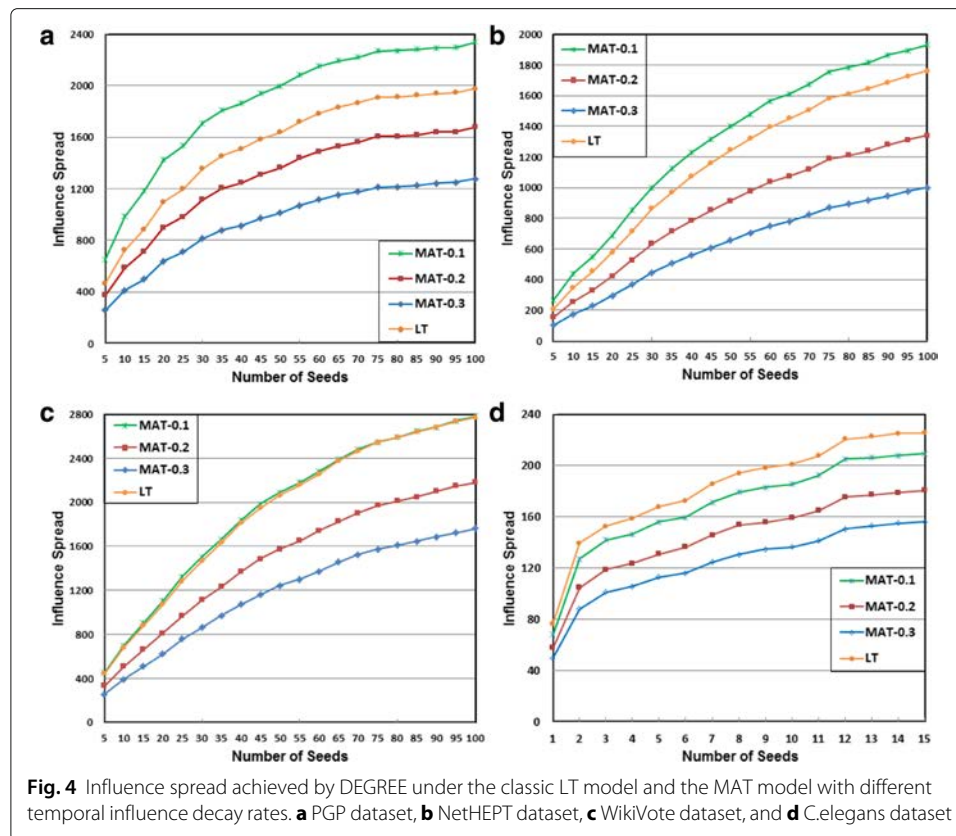 a
2400
2000
1600
1200
800
400
0
Influence Spread
5 10 15 20 25 30 35 40 45 50 55 60 65 70 75 80 85 90 95 100
Number of Seeds
MAT-0.1
MAT-0.2
MAT-0.3
LT
b
2000
1800
1600
1400
1200
1000
800
600
400
200
0
Influence Spread
5 10 15 20 25 30 35 40 45 50 55 60 65 70 75 80 85 90 95 100
Number of Seeds
MAT-0.1
MAT-0.2
MAT-0.3
LT
c
2800
2400
2000
1600
1200
800
400
0
Influence Spread
5 10 15 20 25 30 35 40 45 50 55 60 65 70 75 80 85 90 95 100
Number of Seeds
MAT-0.1
MAT-0.2
MAT-0.3
LT
d
240
200
160
120
80
40
0
Influence Spread
1 2 3 4 5 6 7 8 9 10 11 12 13 14 15
Number of Seeds
MAT-0.1
MAT-0.2
MAT-0.3
LT
Fig. 4 Influence spread achieved by DEGREE under the classic LT model and the MAT model with different
temporal influence decay rates. a PGP dataset, b NetHEPT dataset, c WikiVote dataset, and d C.elegans dataset